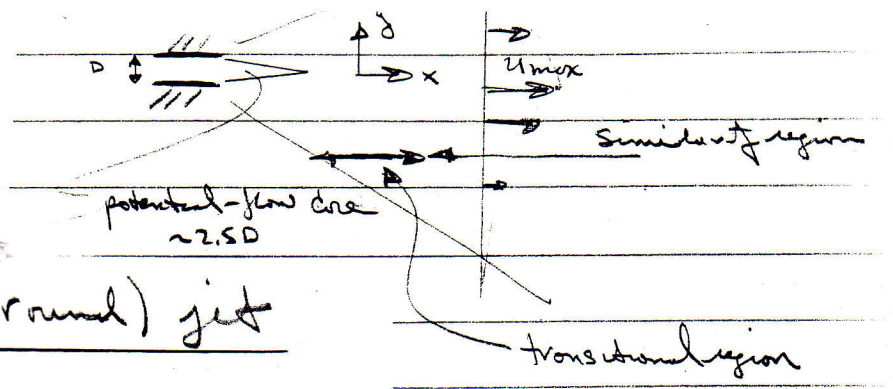 D
y
x
Umax
Similarity region
potential-flow core
~2.5D
round) jet
transitional region